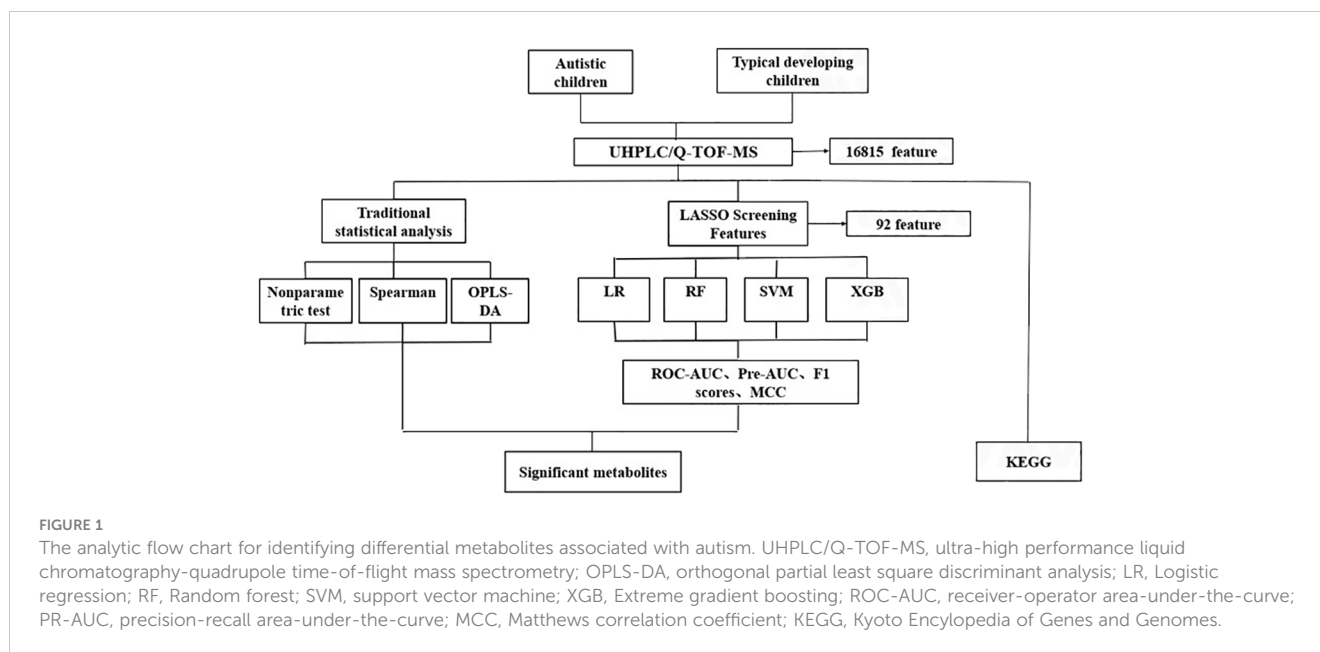 Autistic
children
Typical developing
children
UHPLC/Q-TOF-MS
16815 feature
Traditional
statistical analysis
LASSO Screening
Features
92 feature
Nonparame
tric test
Spearman
OPLS-
DA
LR
RF
SVM
XGB
ROC-AUC、Pre-AUC、F1
scores、MCC
Significant metabolites
KEGG
FIGURE 1
The analytic flow chart for identifying differential metabolites associated with autism. UHPLC/Q-TOF-MS, ultra-high performance liquid
chromatography-quadrupole time-of-flight mass spectrometry; OPLS-DA, orthogonal partial least square discriminant analysis; LR, Logistic
regression; RF, Random forest; SVM, support vector machine; XGB, Extreme gradient boosting; ROC-AUC, receiver-operator area-under-the-curve;
PR-AUC, precision-recall area-under-the-curve; MCC, Matthews correlation coefficient; KEGG, Kyoto Encylopedia of Genes and Genomes.